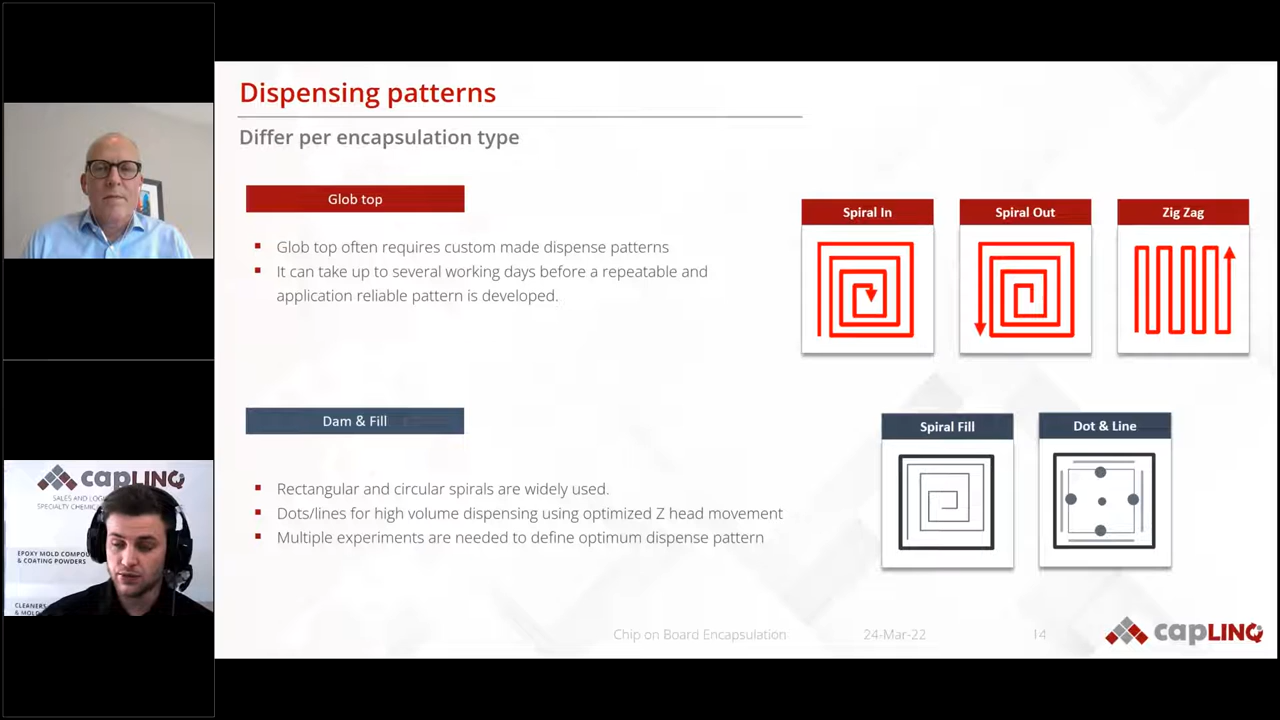 Dispensing patterns
Differ per encapsulation type
Glob top
▪ Glob top often requires custom made dispense patterns
▪ It can take up to several working days before a repeatable and
application reliable pattern is developed.
Spiral In
Spiral Out
Zig Zag
Dam & Fill
▪ Rectangular and circular spirals are widely used.
▪ Dots/lines for high volume dispensing using optimized Z head movement
▪ Multiple experiments are needed to define optimum dispense pattern
Spiral Fill
Dot & Line
Chip on Board Encapsulation
24-Mar-22
14
capLINQ
capLINQ
SALES AND
SPECIALTY
EPOXY MOLD
& COATING POWDERS
CLEANERS
& MOLD